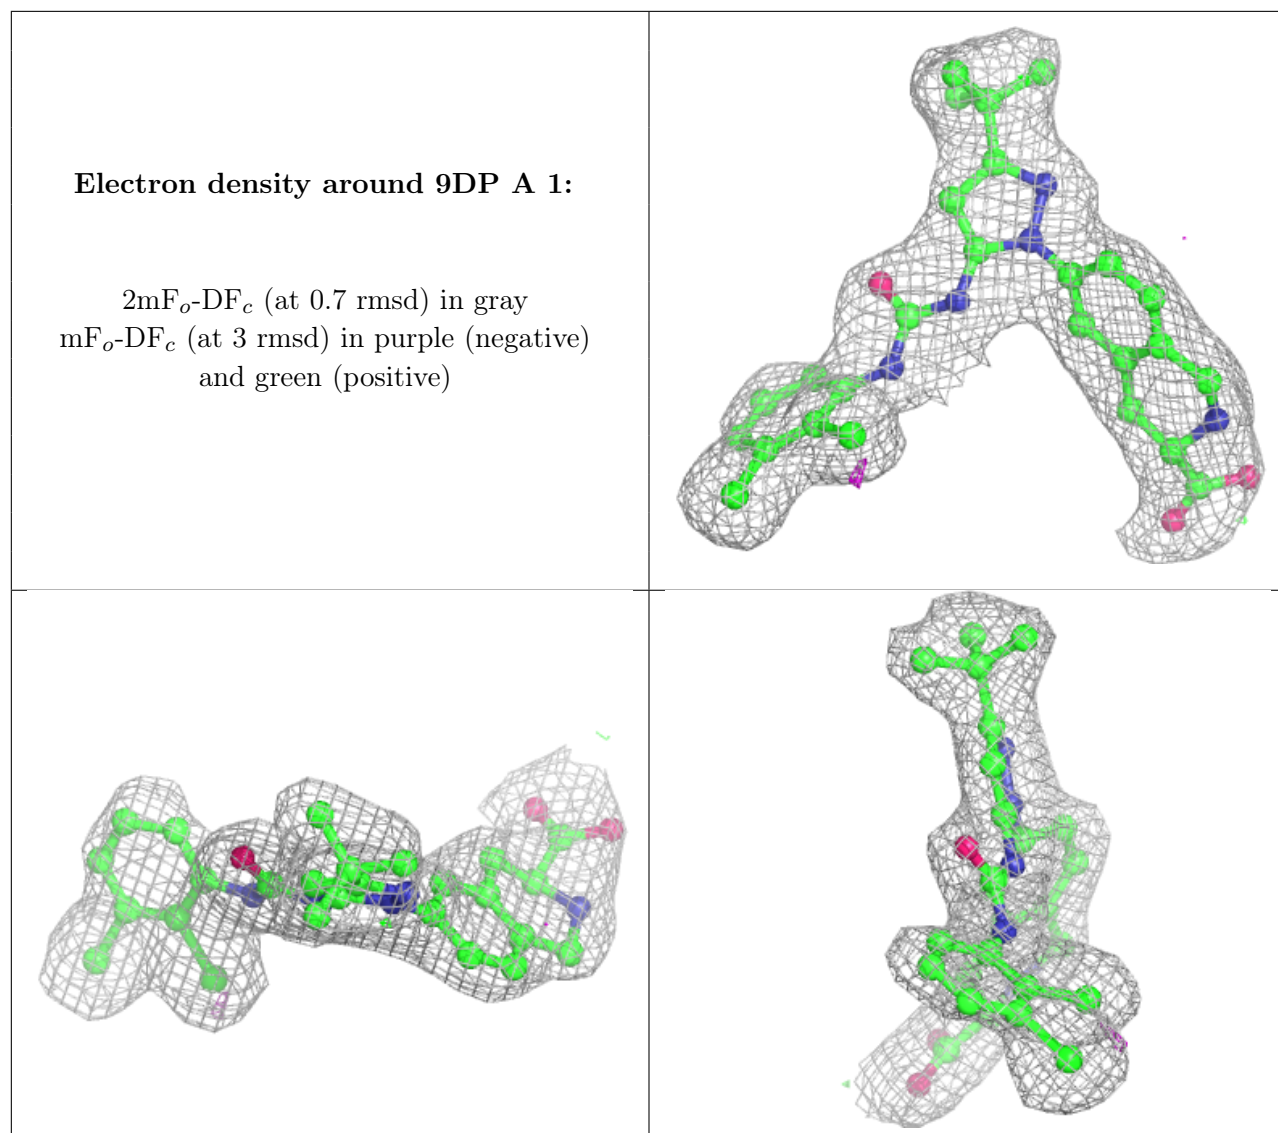 Electron density around 9DP A 1:
2mFo-DFc (at 0.7 rmsd) in gray
mFo-DFc (at 3 rmsd) in purple (negative)
and green (positive)